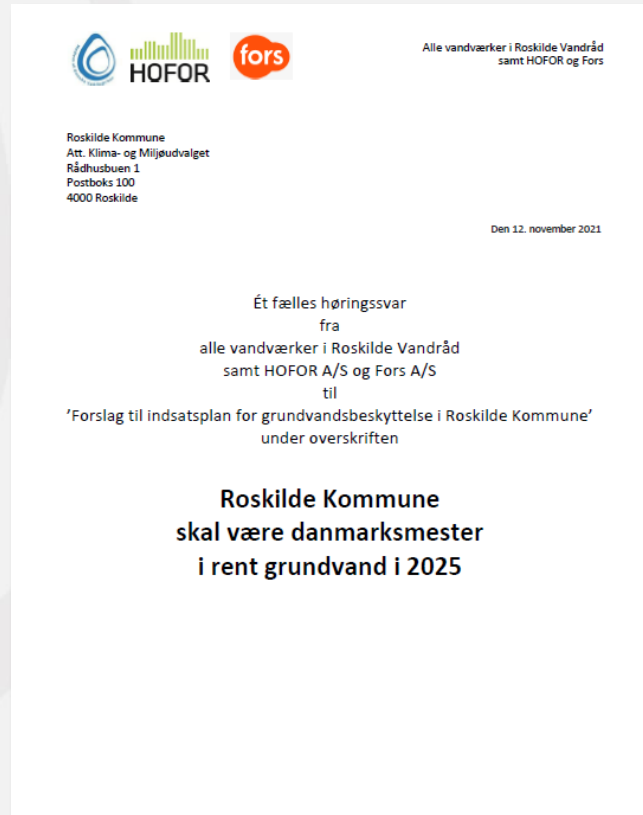 HOFOR
fors
Alle vandværker i Roskilde Vandråd
samt HOFOR og Fors
Roskilde Kommune
Att. Klima- og Miljøudvalget
Rådhusbuen 1
Postboks 100
4000 Roskilde
Den 12. november 2021
Ét fælles høringssvar
fra
alle vandværker i Roskilde Vandråd
samt HOFOR A/S og Fors A/S
til
'Forslag til indsatsplan for grundvandsbeskyttelse i Roskilde Kommune'
under overskriften
Roskilde Kommune
skal være danmarksmester
i rent grundvand i 2025